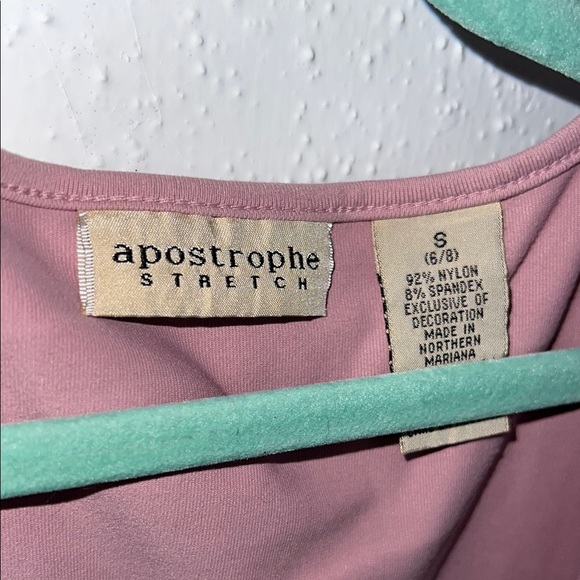 apostrophe
STRETCH
S
(6/8)
92% NYLON
8% SPANDEX
EXCLUSIVE OF
DECORATION
MADE IN
NORTHERN
MARIANA